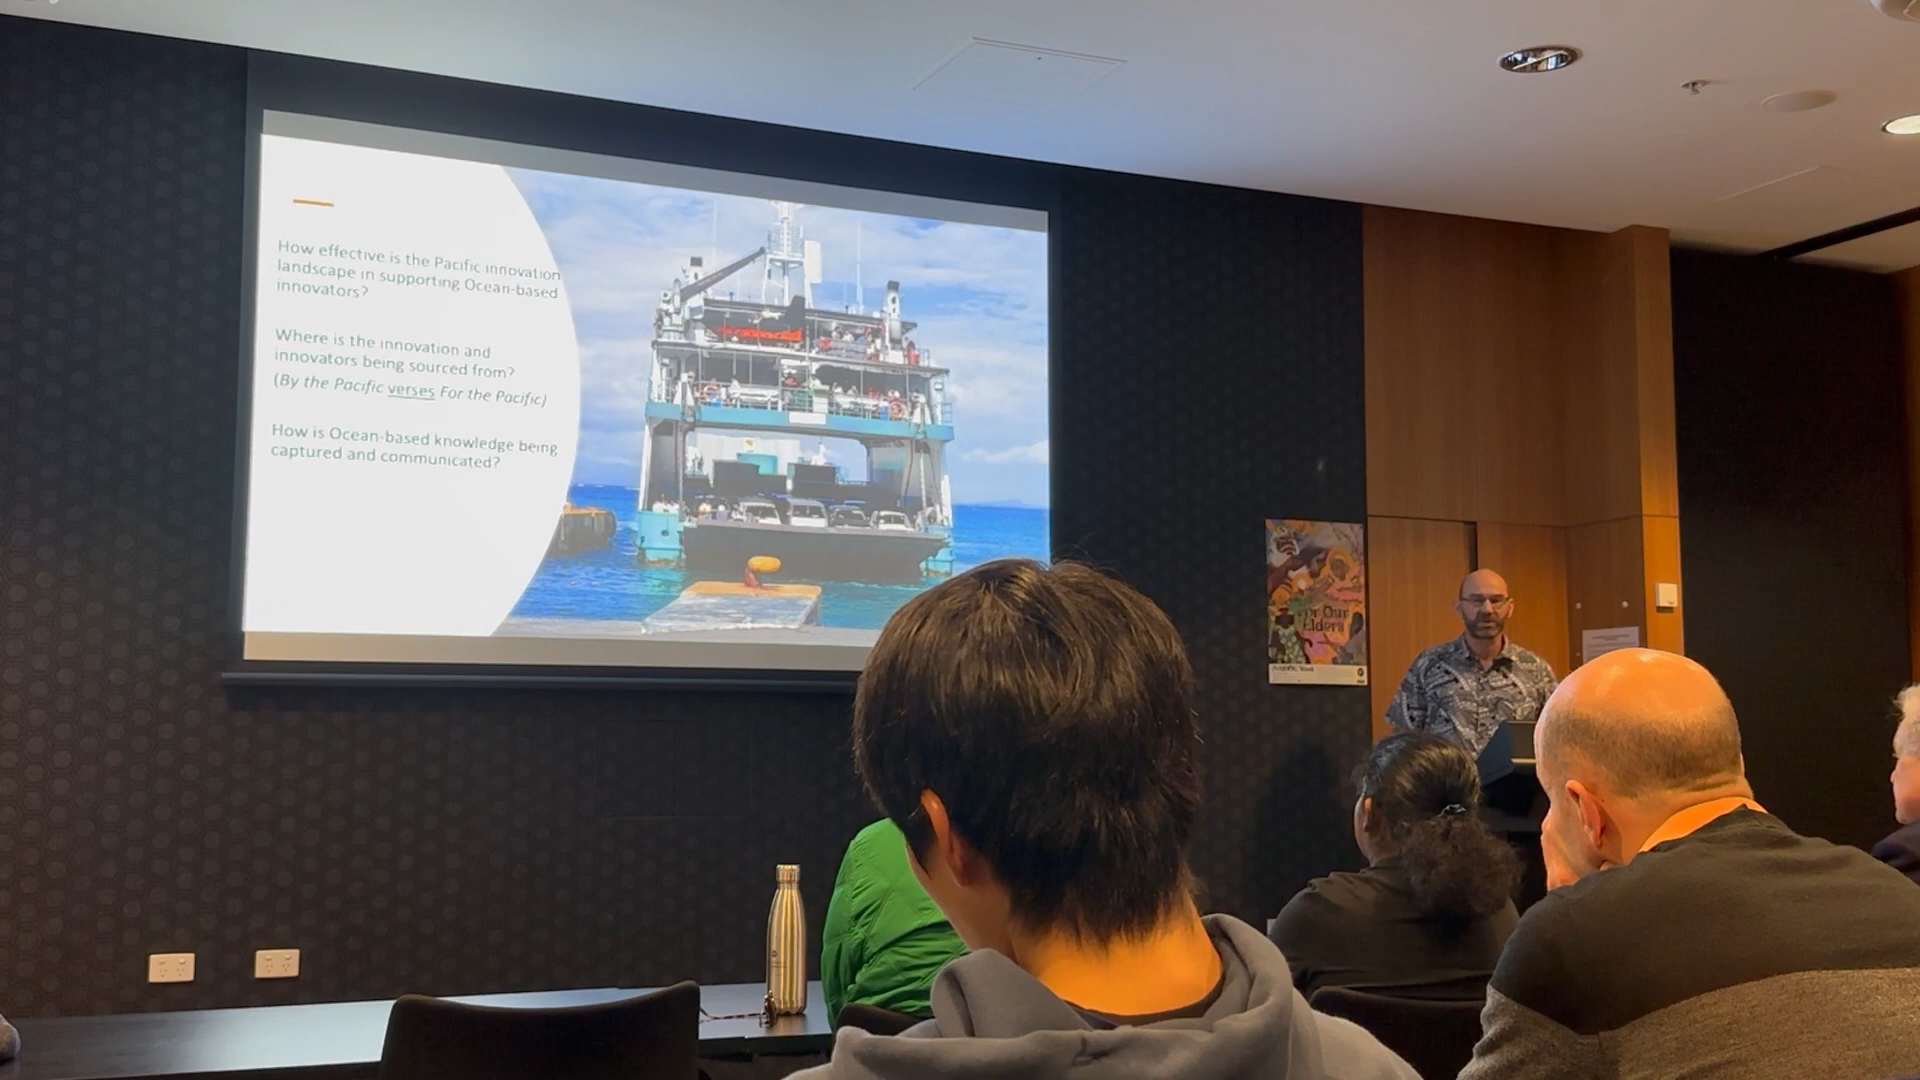 How effective is the Pacific innovation
landscape in supporting Ocean-based
innovators?
Where is the innovation and
innovators being sourced from?
(By the Pacific verses For the Pacific)
How is Ocean-based knowledge being
captured and communicated?
For Our
Elders